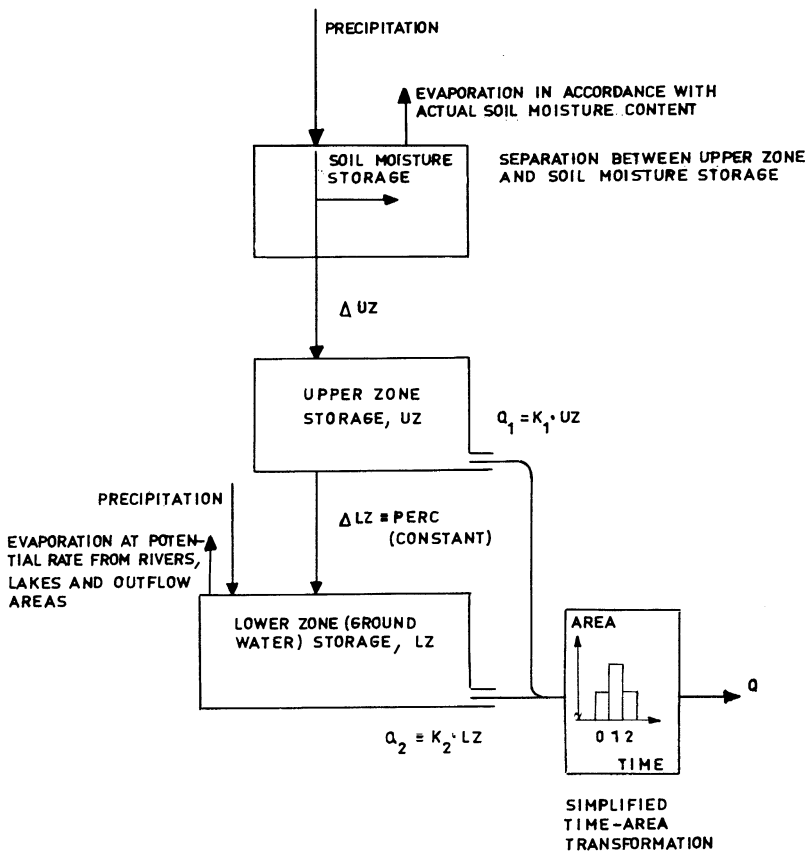 PRECIPITATION
EVAPORATION IN ACCORDANCE WITH
ACTUAL SOIL MOISTURE CONTENT
SOIL MOISTURE
STORAGE
SEPARATION BETWEEN UPPER ZONE
AND SOIL MOISTURE STORAGE
Δ UZ
UPPER ZONE
STORAGE, UZ
Q₁ = K₁ · UZ
PRECIPITATION
Δ LZ = PERC
(CONSTANT)
EVAPORATION AT POTEN-
TIAL RATE FROM RIVERS,
LAKES AND OUTFLOW
AREAS
LOWER ZONE (GROUND
WATER) STORAGE, LZ
Q₂ = K₂ · LZ
AREA
0 1 2
TIME
Q
SIMPLIFIED
TIME-AREA
TRANSFORMATION